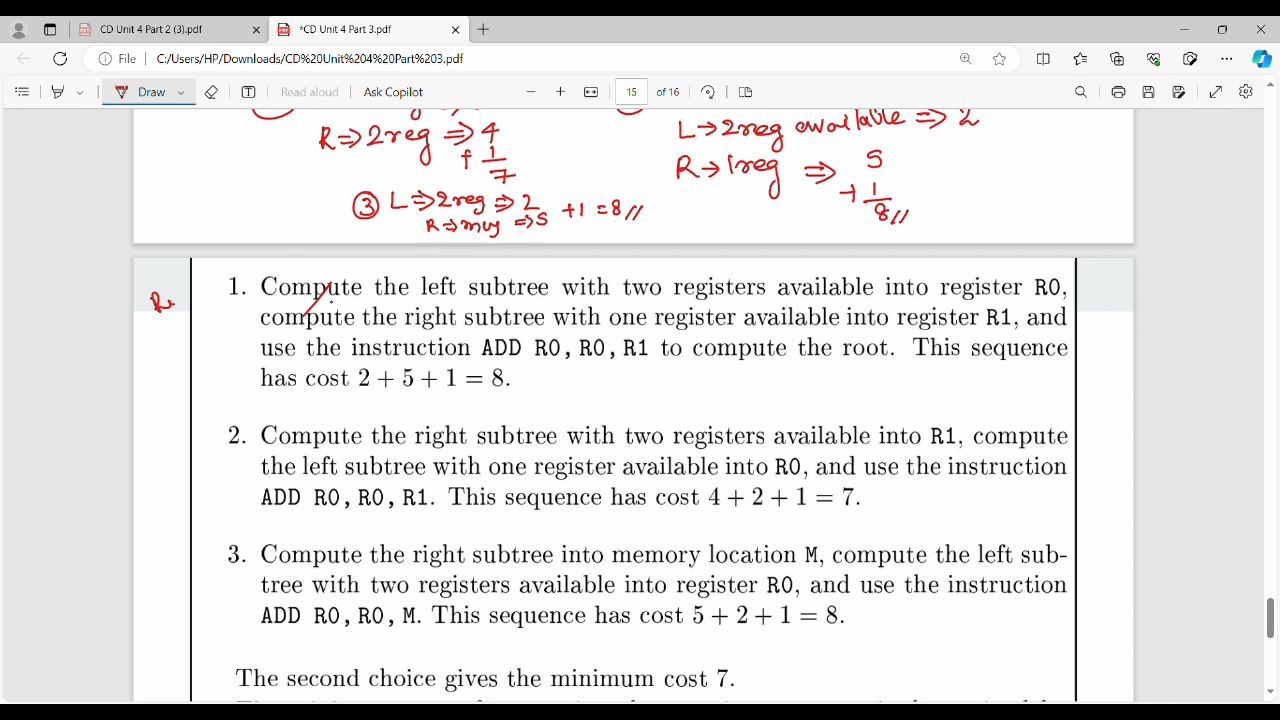 CD Unit 4 Part 2 (3).pdf
*CD Unit 4 Part 3.pdf
File C:/Users/HP/Downloads/CD%20Unit%204%20Part%203.pdf
Draw
Read aloud
Ask Copilot
15 of 16
R⇒2reg ⇒ 4
+ 1
7
③ L⇒2reg ⇒ 2
R⇒mry ⇒5 +1 = 8//
L→2reg available ⇒ 2
R→1reg ⇒ 5
+ 1
8//
Re
1. Compute the left subtree with two registers available into register R0,
compute the right subtree with one register available into register R1, and
use the instruction ADD R0, R0, R1 to compute the root. This sequence
has cost 2 + 5 + 1 = 8.
2. Compute the right subtree with two registers available into R1, compute
the left subtree with one register available into R0, and use the instruction
ADD R0, R0, R1. This sequence has cost 4 + 2 + 1 = 7.
3. Compute the right subtree into memory location M, compute the left sub-
tree with two registers available into register R0, and use the instruction
ADD R0, R0, M. This sequence has cost 5 + 2 + 1 = 8.
The second choice gives the minimum cost 7.